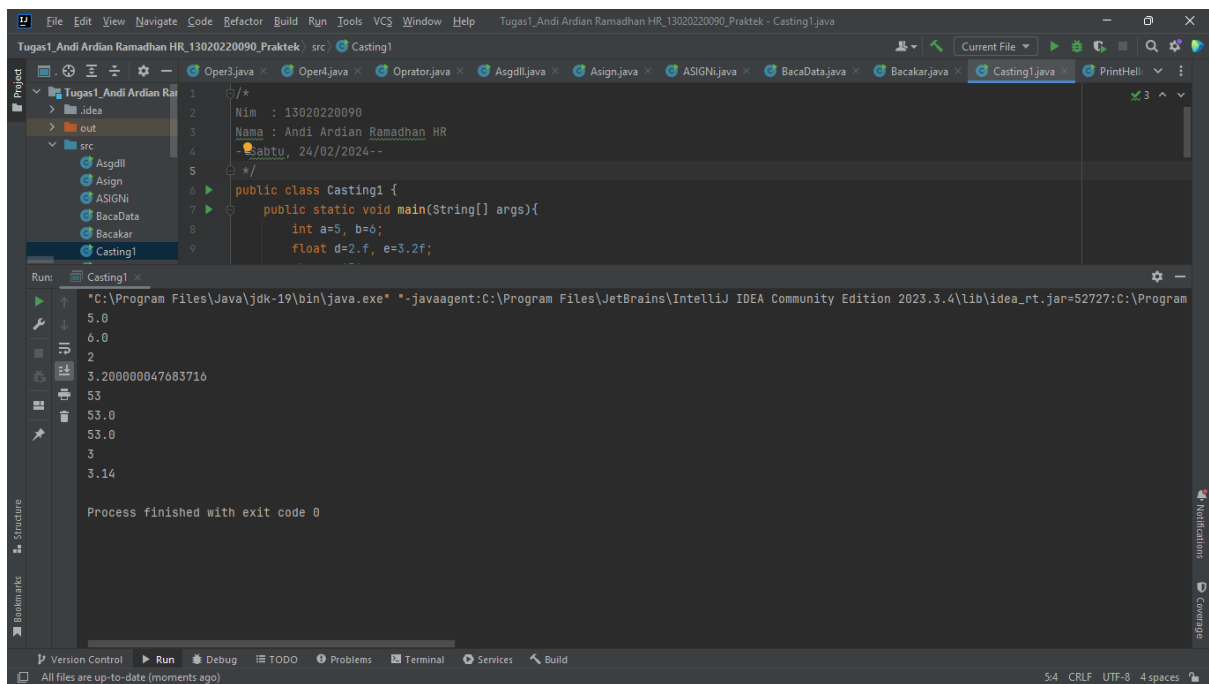 File Edit View Navigate Code Refactor Build Run Tools VCS Window Help Tugas1_Andi Ardian Ramadhan HR_13020220090_Praktek - Casting1.java
Tugas1_Andi Ardian Ramadhan HR_13020220090_Praktek src Casting1 Current File
Project Oper3.java Oper4.java Oprator.java Asgdll.java Asign.java ASIGNi.java BacaData.java Bacakar.java Casting1.java PrintHell
Tugas1_Andi Ardian Rar
.idea
out
src
Asgdll
Asign
ASIGNi
BacaData
Bacakar
Casting1
1 /*
2 Nim : 13020220090
3 Nama : Andi Ardian Ramadhan HR
4 --Sabtu, 24/02/2024--
5 */
6 public class Casting1 {
7 public static void main(String[] args){
8 int a=5, b=6;
9 float d=2.f, e=3.2f;
3
Run: Casting1
"C:\Program Files\Java\jdk-19\bin\java.exe" "-javaagent:C:\Program Files\JetBrains\IntelliJ IDEA Community Edition 2023.3.4\lib\idea_rt.jar=52727:C:\Program
5.0
6.0
2
3.200000047683716
53
53.0
53.0
3
3.14
Process finished with exit code 0
Structure
Bookmarks
Notifications
Coverage
Version Control Run Debug TODO Problems Terminal Services Build
All files are up-to-date (moments ago) 5:4 CRLF UTF-8 4 spaces